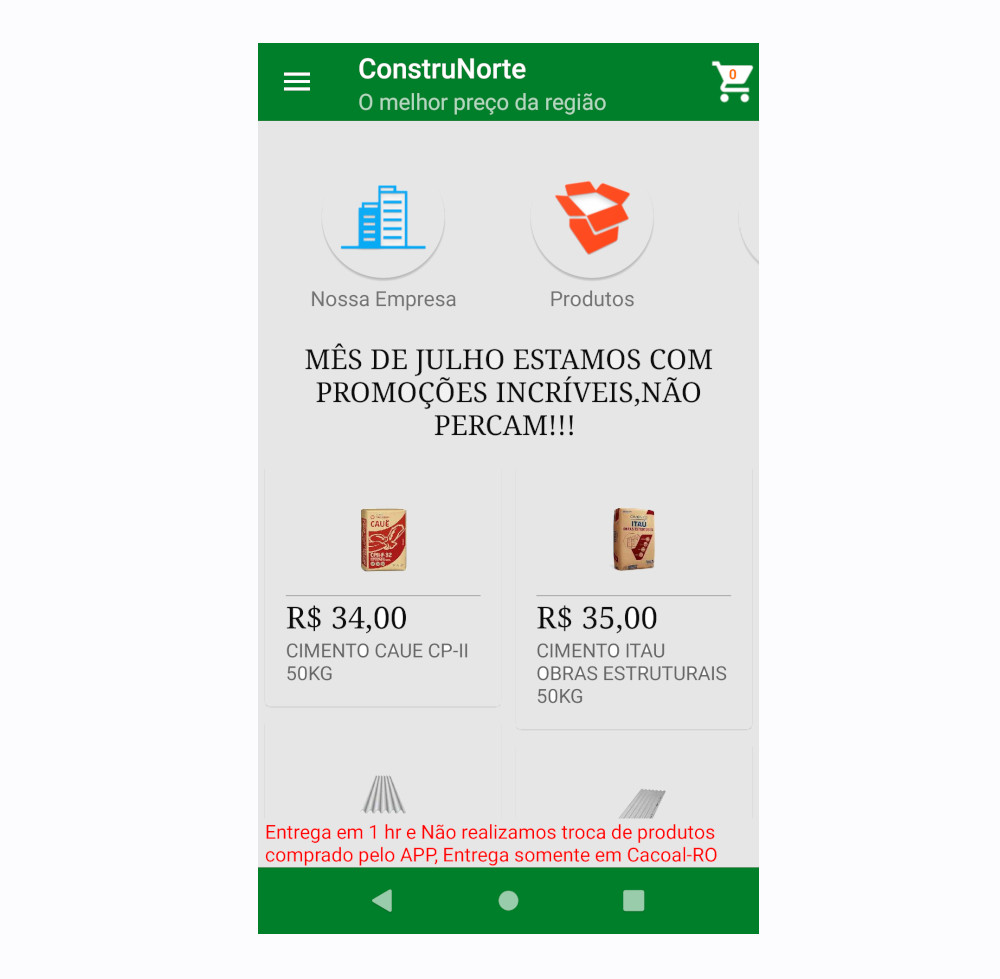 ConstruNorte
O melhor preço da região
0
Nossa Empresa
Produtos
MÊS DE JULHO ESTAMOS COM
PROMOÇÕES INCRÍVEIS,NÃO
PERCAM!!!
CAUÊ
ITAÚ
R$ 34,00
CIMENTO CAUE CP-II
50KG
R$ 35,00
CIMENTO ITAU
OBRAS ESTRUTURAIS
50KG
Entrega em 1 hr e Não realizamos troca de produtos
comprado pelo APP, Entrega somente em Cacoal-RO